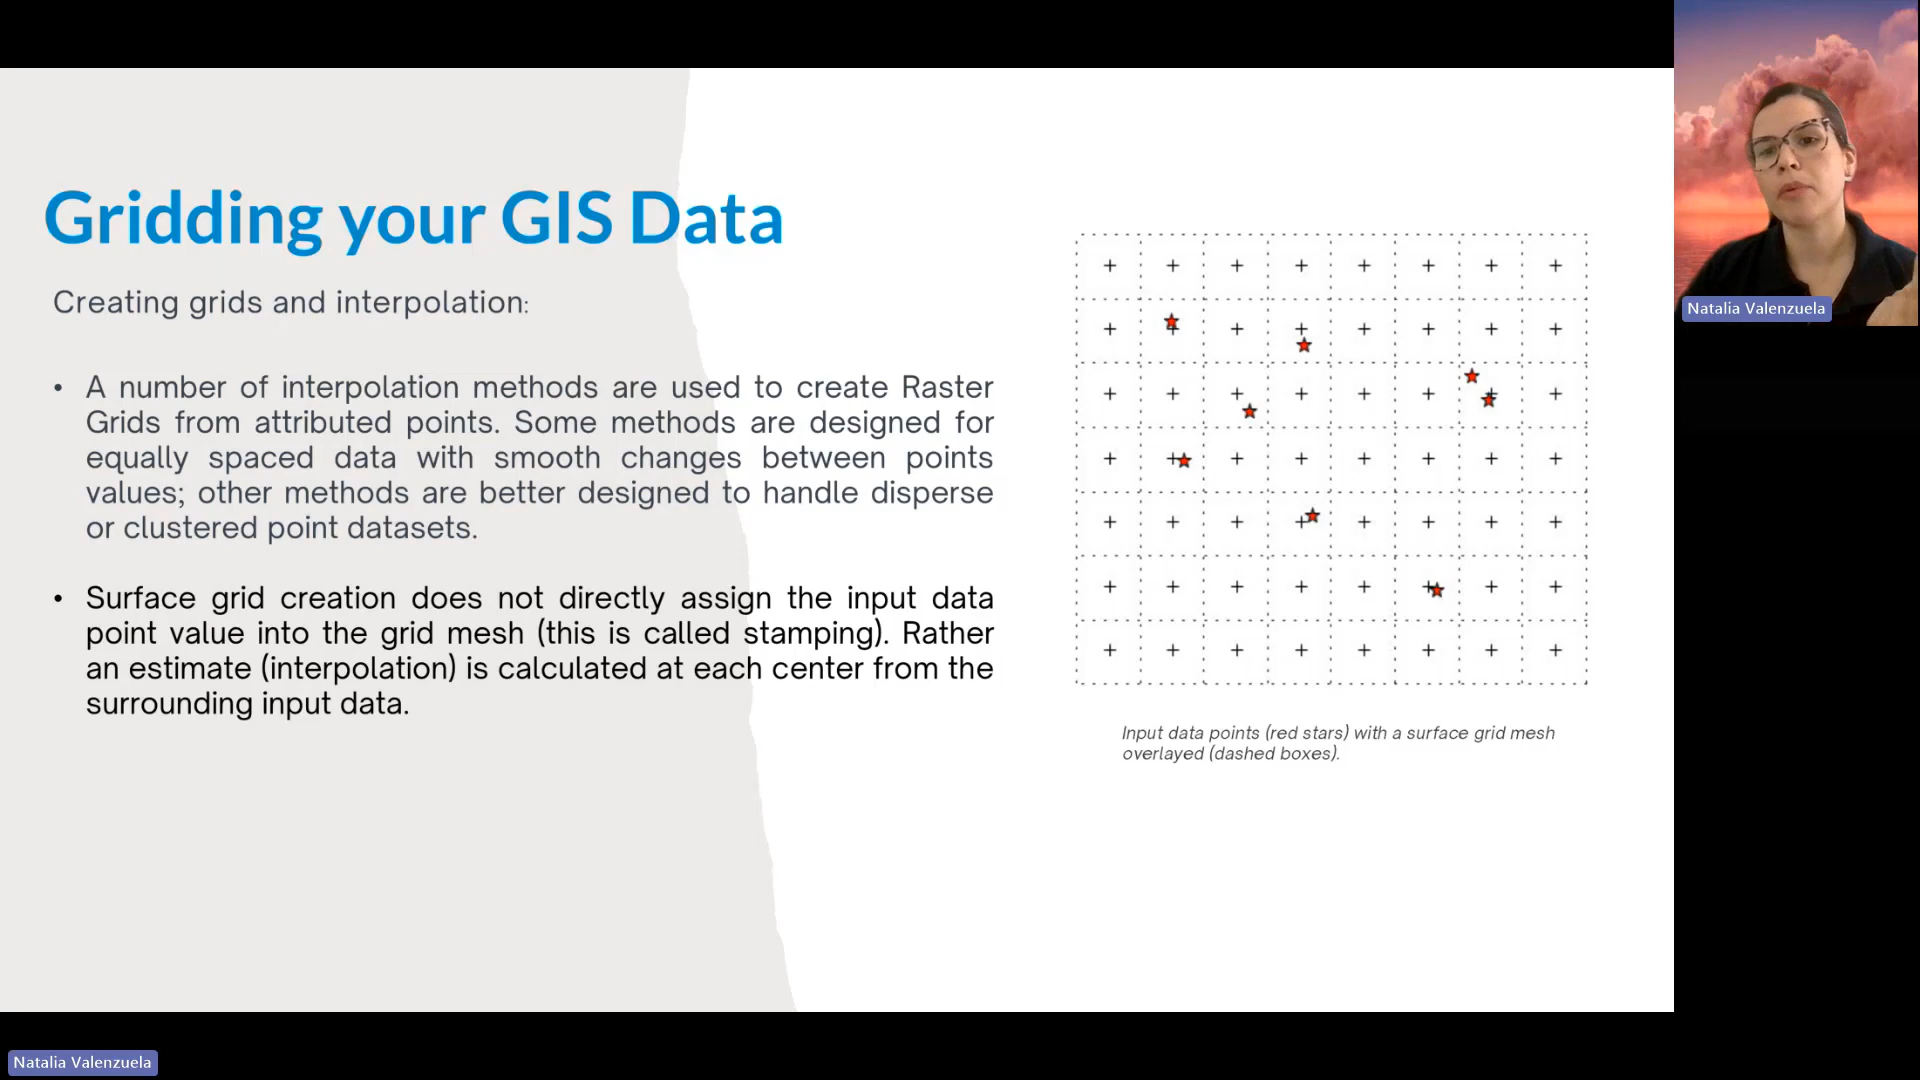 Gridding your GIS Data
Creating grids and interpolation:
• A number of interpolation methods are used to create Raster
Grids from attributed points. Some methods are designed for
equally spaced data with smooth changes between points
values; other methods are better designed to handle disperse
or clustered point datasets.
• Surface grid creation does not directly assign the input data
point value into the grid mesh (this is called stamping). Rather
an estimate (interpolation) is calculated at each center from the
surrounding input data.
Input data points (red stars) with a surface grid mesh
overlayed (dashed boxes).
Natalia Valenzuela
Natalia Valenzuela